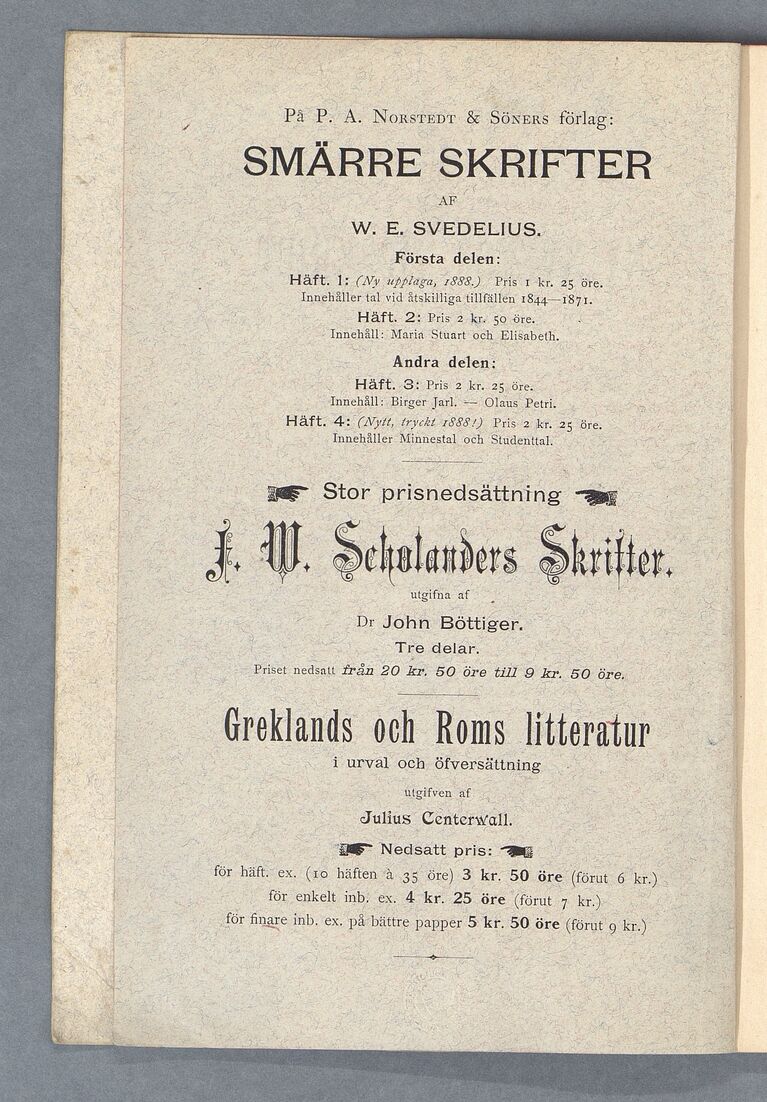 På P. A. Norstedt & Söners förlag:
SMÄRRE SKRIFTER
AF
W. E. SVEDELIUS.
Första delen:
Häft. 1: (Ny upplaga, 1888.) Pris 1 kr. 25 öre.
Innehåller tal vid åtskilliga tillfällen 1844—1871.
Häft. 2: Pris 2 kr. 50 öre.
Innehåll: Maria Stuart och Elisabeth.
Andra delen:
Häft. 3: Pris 2 kr. 25 öre.
Innehåll: Birger Jarl. — Olaus Petri.
Häft. 4: (Nytt, tryckt 1888!) Pris 2 kr. 25 öre.
Innehåller Minnestal och Studenttal.
Stor prisnedsättning
J. W. Scholanders Skrifter.
utgifna af
Dr John Böttiger.
Tre delar.
Priset nedsatt från 20 kr. 50 öre till 9 kr. 50 öre.
Greklands och Roms litteratur
i urval och öfversättning
utgifven af
Julius Centerwall.
Nedsatt pris:
för häft. ex. (10 häften à 35 öre) 3 kr. 50 öre (förut 6 kr.)
för enkelt inb. ex. 4 kr. 25 öre (förut 7 kr.)
för finare inb. ex. på bättre papper 5 kr. 50 öre (förut 9 kr.)